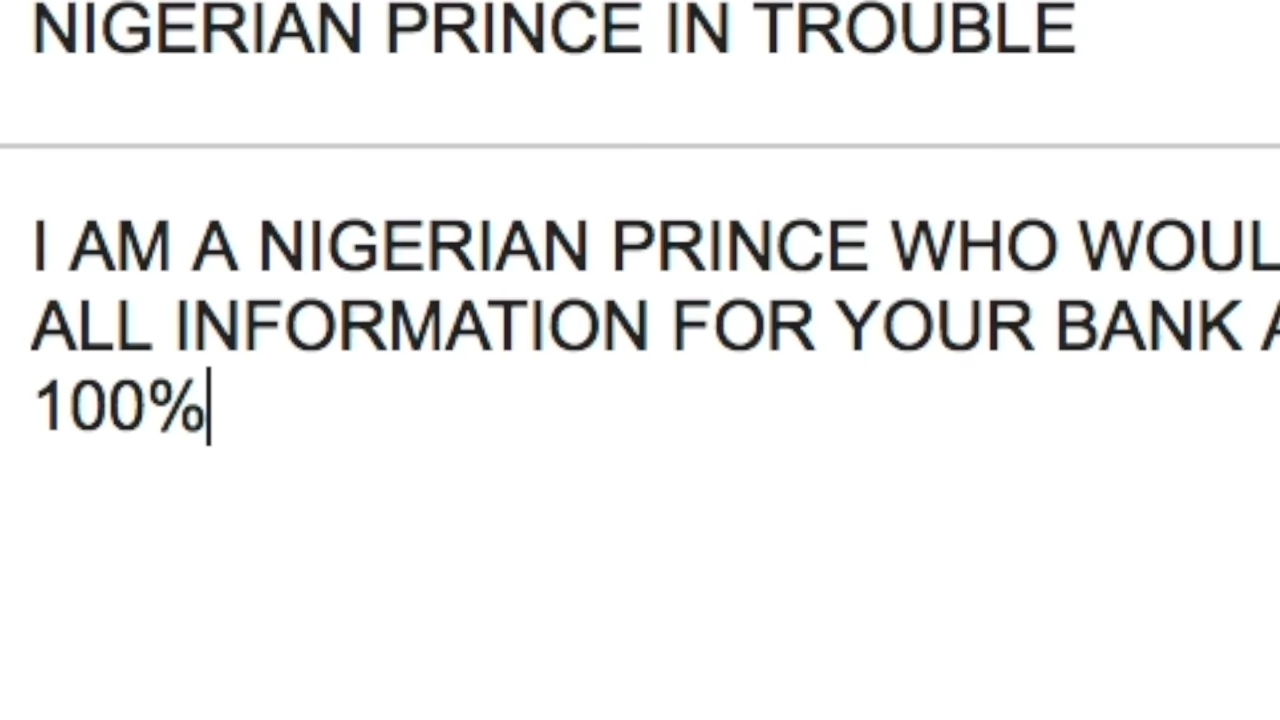 NIGERIAN PRINCE IN TROUBLE
I AM A NIGERIAN PRINCE WHO WOUL
ALL INFORMATION FOR YOUR BANK A
100%